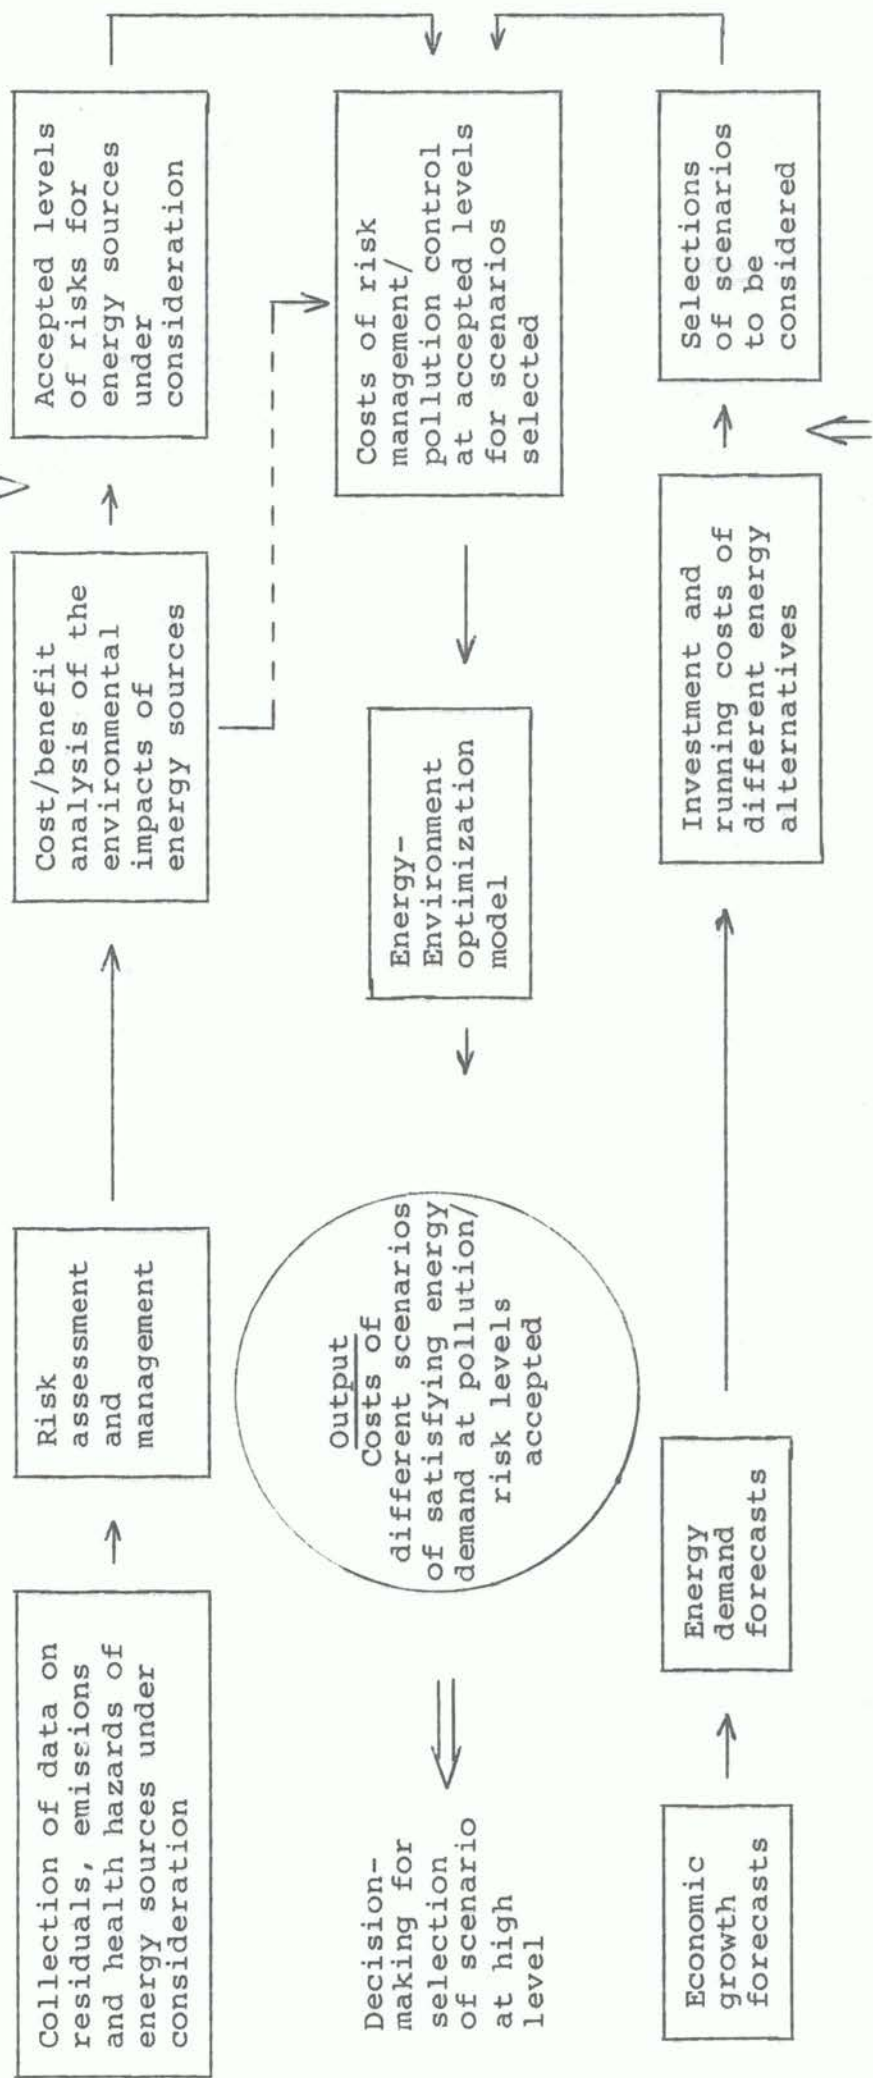 Collection of data on
residuals, emissions
and health hazards of
energy sources under
consideration
Risk
assessment
and
management
Cost/benefit
analysis of the
environmental
impacts of
energy sources
Accepted levels
of risks for
energy sources
under
consideration
Decision-
making for
selection
of scenario
at high
level
Output
Costs of
different scenarios
of satisfying energy
demand at pollution/
risk levels
accepted
Energy-
Environment
optimization
model
Costs of risk
management/
pollution control
at accepted levels
for scenarios
selected
Economic
growth
forecasts
Energy
demand
forecasts
Investment and
running costs of
different energy
alternatives
Selections
of scenarios
to be
considered